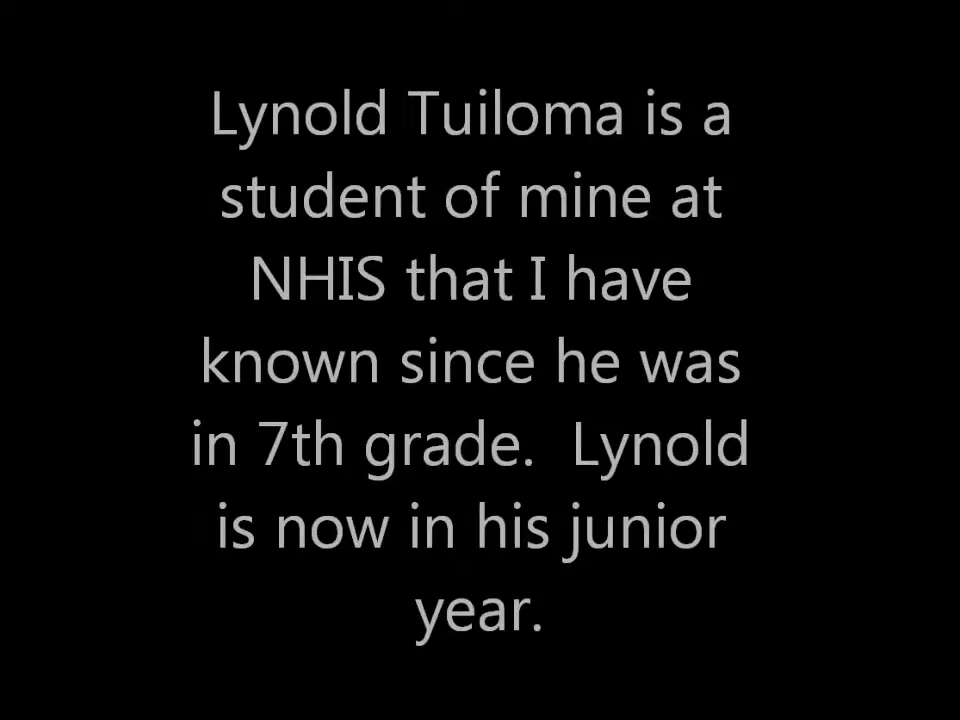 Lynold Tuiloma is a
student of mine at
NHIS that I have
known since he was
in 7th grade.  Lynold
is now in his junior
year.